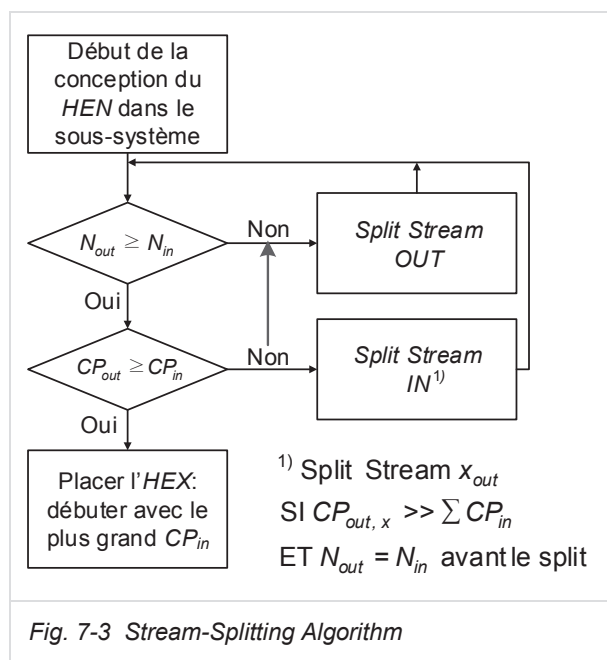 Début de la
conception du
HEN dans le
sous-système
N_out ≥ N_in
Non
Split Stream
OUT
Oui
CP_out ≥ CP_in
Non
Split Stream
IN¹⁾
Oui
Placer l'HEX:
débuter avec le
plus grand CP_in
¹⁾ Split Stream x_out
SI CP_out, x >> ∑ CP_in
ET N_out = N_in avant le split
Fig. 7-3 Stream-Splitting Algorithm